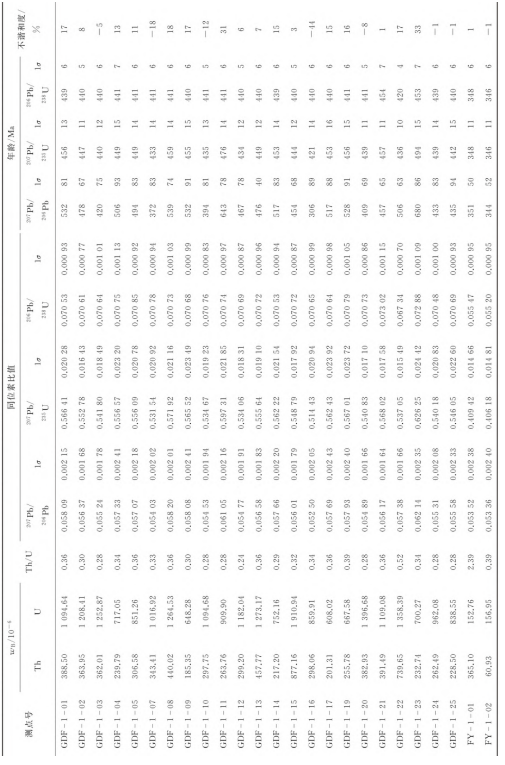 测点号 w_B/10⁻⁶ Th/U 同位素比值 年龄/Ma 不谐和度/%
Th U ²⁰⁷Pb/²⁰⁶Pb 1σ ²⁰⁷Pb/²³⁵U 1σ ²⁰⁶Pb/²³⁸U 1σ ²⁰⁷Pb/²⁰⁶Pb 1σ ²⁰⁷Pb/²³⁵U 1σ ²⁰⁶Pb/²³⁸U 1σ
GDF-1-01 388.50 1 094.64 0.36 0.058 09 0.002 15 0.566 41 0.020 28 0.070 53 0.000 93 532 81 456 13 439 6 17
GDF-1-02 363.95 1 208.41 0.30 0.056 37 0.001 68 0.552 78 0.016 43 0.070 61 0.000 77 478 67 447 11 440 5 8
GDF-1-03 362.01 1 252.87 0.28 0.055 24 0.001 78 0.541 80 0.018 49 0.070 64 0.001 01 420 75 440 12 440 6 -5
GDF-1-04 239.79 717.05 0.34 0.057 33 0.002 41 0.556 57 0.023 20 0.070 75 0.001 13 506 93 449 15 441 7 13
GDF-1-05 306.58 851.26 0.36 0.057 07 0.002 18 0.556 09 0.020 78 0.070 85 0.000 92 494 83 449 14 441 6 11
GDF-1-07 343.41 1 016.92 0.33 0.054 03 0.002 02 0.531 54 0.020 92 0.070 78 0.000 94 372 83 433 14 441 6 -18
GDF-1-08 440.02 1 264.53 0.36 0.058 20 0.002 01 0.571 92 0.021 16 0.070 73 0.001 03 539 74 459 14 441 6 18
GDF-1-09 185.35 648.28 0.30 0.058 08 0.002 41 0.565 52 0.023 49 0.070 68 0.000 99 532 91 455 15 440 6 17
GDF-1-10 297.75 1 094.68 0.28 0.054 53 0.001 94 0.534 67 0.019 23 0.070 76 0.000 83 394 81 435 13 441 5 -12
GDF-1-11 263.76 909.90 0.28 0.061 05 0.002 16 0.597 31 0.021 85 0.070 74 0.000 97 643 78 476 14 441 6 31
GDF-1-12 299.20 1 182.04 0.24 0.054 77 0.001 91 0.534 06 0.018 31 0.070 69 0.000 87 467 78 434 12 440 5 6
GDF-1-7 457.77 1 273.17 0.36 0.056 58 0.001 83 0.555 64 0.019 10 0.070 72 0.000 96 476 40 449 12 440 6 7
GDF-1-14 217.20 752.16 0.29 0.057 66 0.002 20 0.562 22 0.021 54 0.070 53 0.000 94 517 83 453 14 439 6 15
GDF-1-3 877.16 1 910.94 0.32 0.056 01 0.001 79 0.548 79 0.017 92 0.070 72 0.000 87 454 68 444 12 440 5 5
GDF-1-16 298.06 859.91 0.34 0.052 50 0.002 05 0.514 43 0.020 94 0.070 65 0.000 99 306 89 421 14 440 6 -44
GDF-1-17 201.31 608.02 0.36 0.057 69 0.002 43 0.562 43 0.023 92 0.070 64 0.000 98 517 88 453 16 440 6 15
GDF-1-19 255.78 667.58 0.39 0.057 93 0.002 40 0.567 01 0.023 72 0.070 79 0.001 05 528 91 456 15 441 6 16
GDF-1-20 382.93 1 396.68 0.28 0.054 89 0.001 66 0.540 83 0.017 10 0.070 73 0.000 86 409 69 439 11 441 5 -8
GDF-1-21 391.49 1 109.08 0.36 0.056 17 0.001 64 0.568 02 0.017 58 0.073 02 0.001 15 457 65 457 11 454 7 1
GDF-1-22 739.65 1 358.39 0.52 0.057 38 0.001 66 0.537 05 0.015 49 0.067 34 0.000 70 506 63 436 10 420 4 17
GDF-1-23 232.74 700.27 0.34 0.062 14 0.002 35 0.626 25 0.024 42 0.072 88 0.001 09 680 86 494 15 453 7 33
GDF-1-24 262.49 962.08 0.28 0.055 31 0.002 08 0.540 18 0.020 83 0.070 48 0.001 00 433 83 439 14 439 6 -1
GDF-1-25 228.50 838.55 0.28 0.055 58 0.002 33 0.546 05 0.022 60 0.070 69 0.000 93 435 94 442 15 440 6 -1
FY-1-01 365.10 152.76 2.39 0.053 52 0.002 38 0.409 42 0.014 66 0.055 47 0.000 95 351 50 348 11 348 6 1
FY-1-02 60.93 156.95 0.39 0.053 36 0.002 40 0.406 18 0.014 81 0.055 20 0.000 95 344 52 346 11 346 6 -1